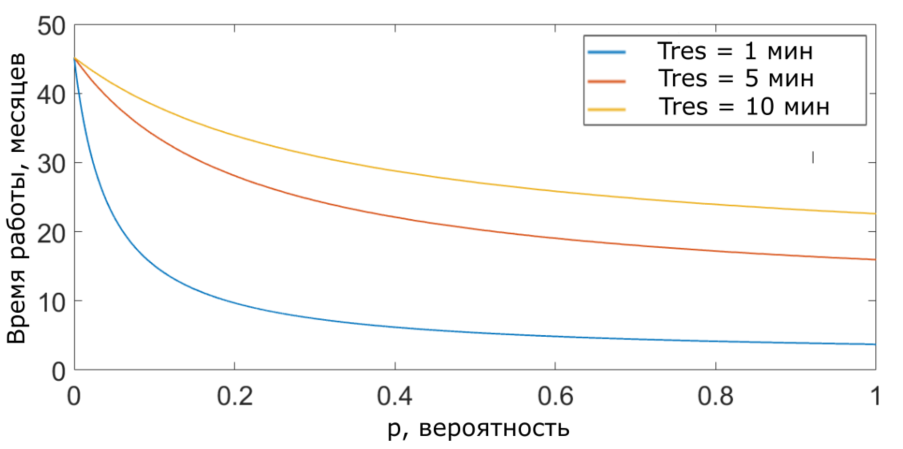 50
40
30
20
10
0
Время работы, месяцев
Tres = 1 мин
Tres = 5 мин
Tres = 10 мин
0 0.2 0.4 0.6 0.8 1
p, вероятность